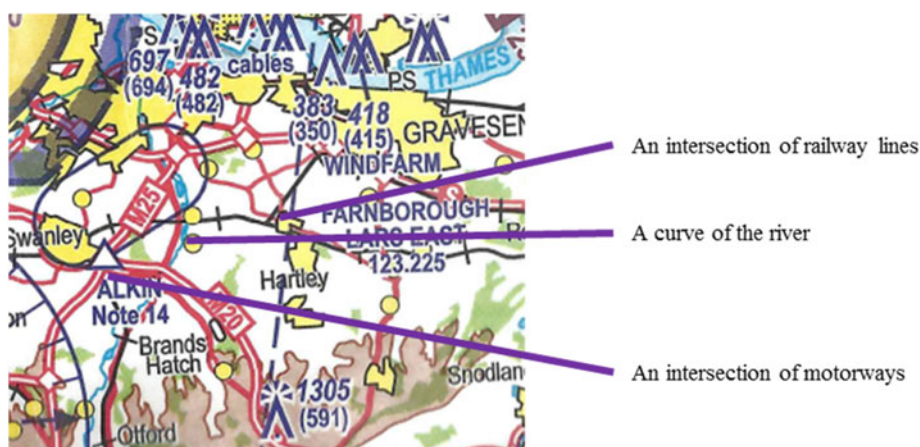 PS
697
(694)
482
(482)
cables
PS
THAMES
383
(350)
418
(415)
GRAVESEN
WINDFARM
An intersection of railway lines
M25
FARNBOROUGH
LARS EAST
123.225
Swanley
A curve of the river
Hartley
ALKIN
Note 14
M20
Brands
Hatch
An intersection of motorways
Snodlan
1305
(591)
Otford